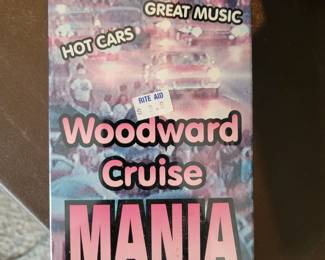 GREAT MUSIC
HOT CARS
RITE AID
Woodward
Cruise
MANIA